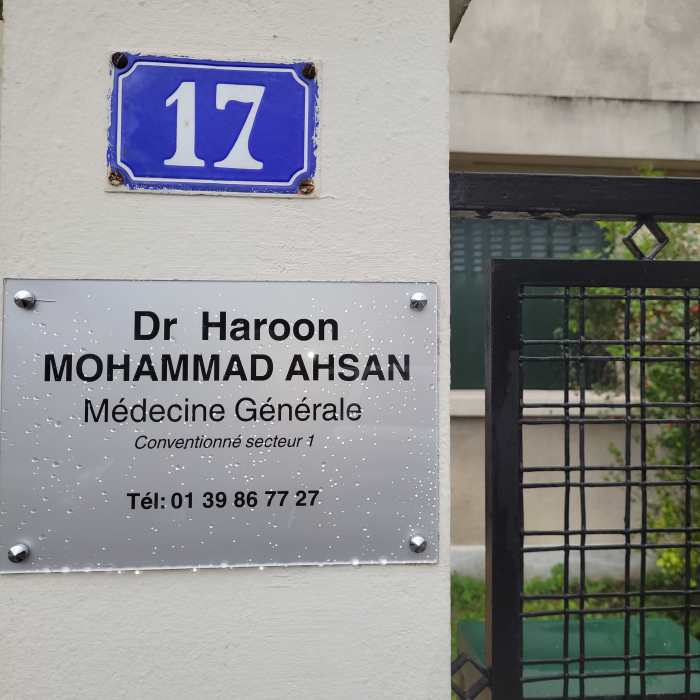 17
Dr Haroon
MOHAMMAD AHSAN
Médecine Générale
Conventionné secteur 1
Tél: 01 39 86 77 27